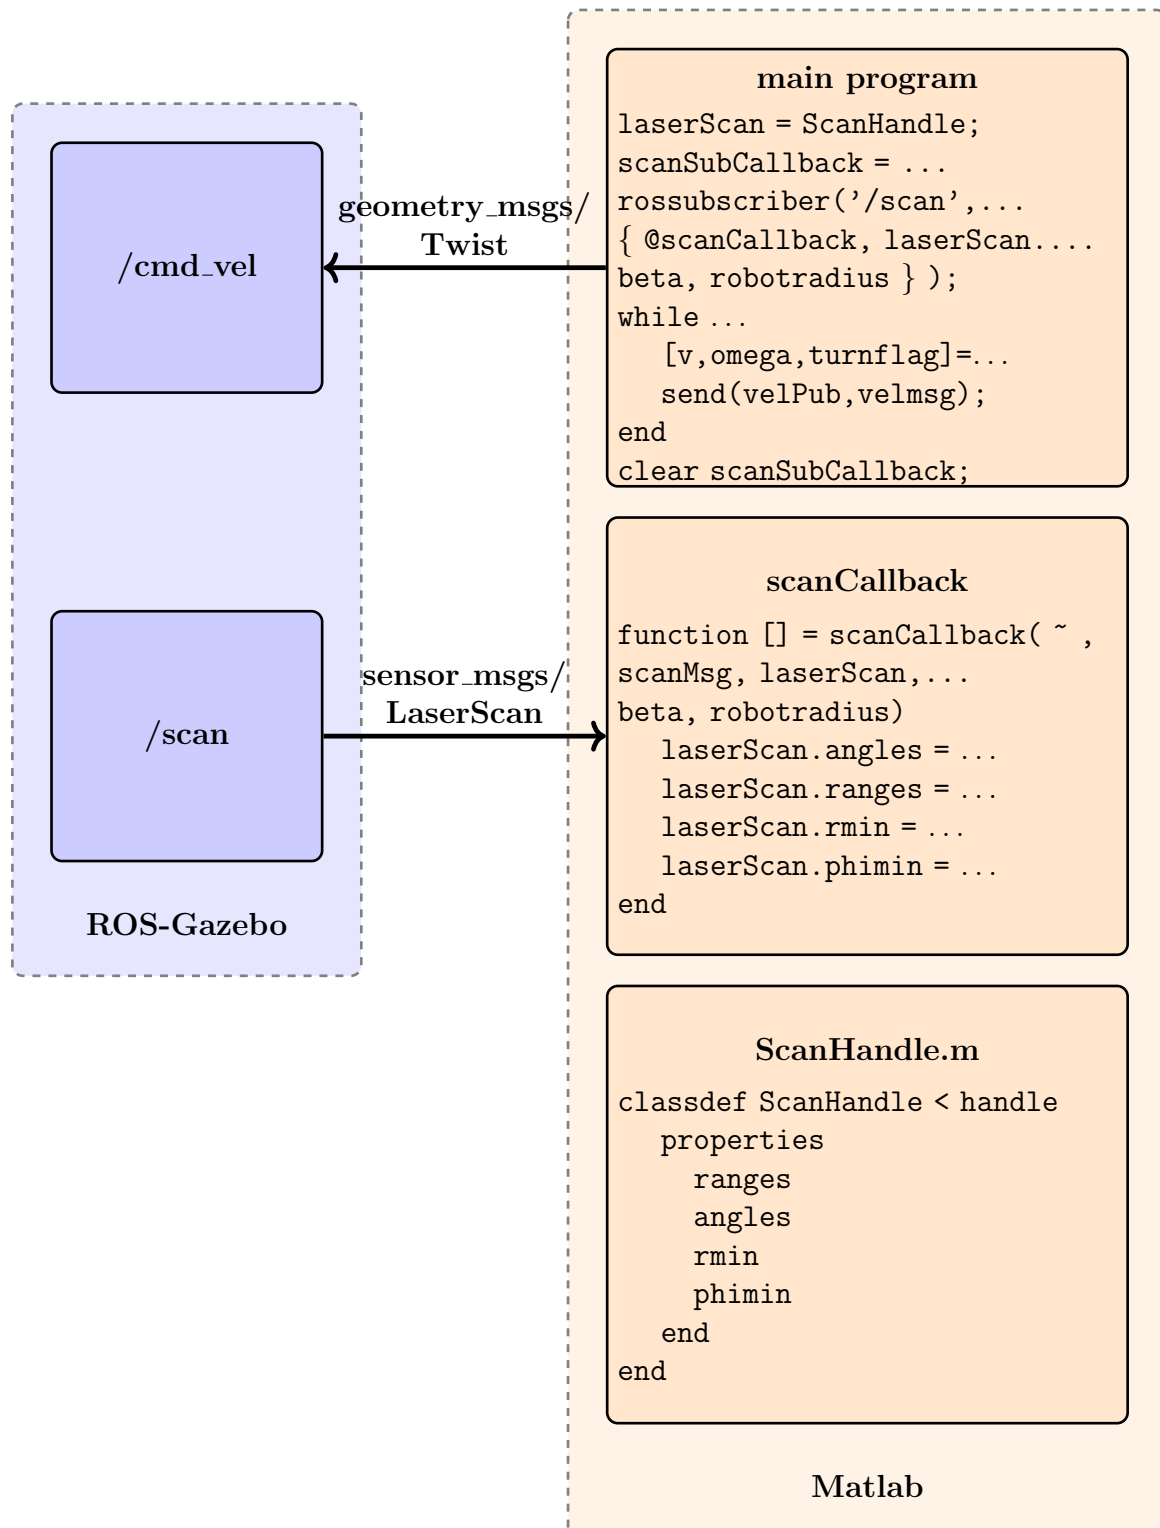 /cmd_vel
geometry_msgs/
Twist
/scan
sensor_msgs/
LaserScan
ROS-Gazebo
main program
laserScan = ScanHandle;
scanSubCallback = ...
rossubscriber('/scan',...
{ @scanCallback, laserScan....
beta, robotradius } );
while ...
[v,omega,turnflag]=...
send(velPub,velmsg);
end
clear scanSubCallback;
scanCallback
function [] = scanCallback( ~ ,
scanMsg, laserScan,...
beta, robotradius)
laserScan.angles = ...
laserScan.ranges = ...
laserScan.rmin = ...
laserScan.phimin = ...
end
ScanHandle.m
classdef ScanHandle < handle
properties
ranges
angles
rmin
phimin
end
end
Matlab